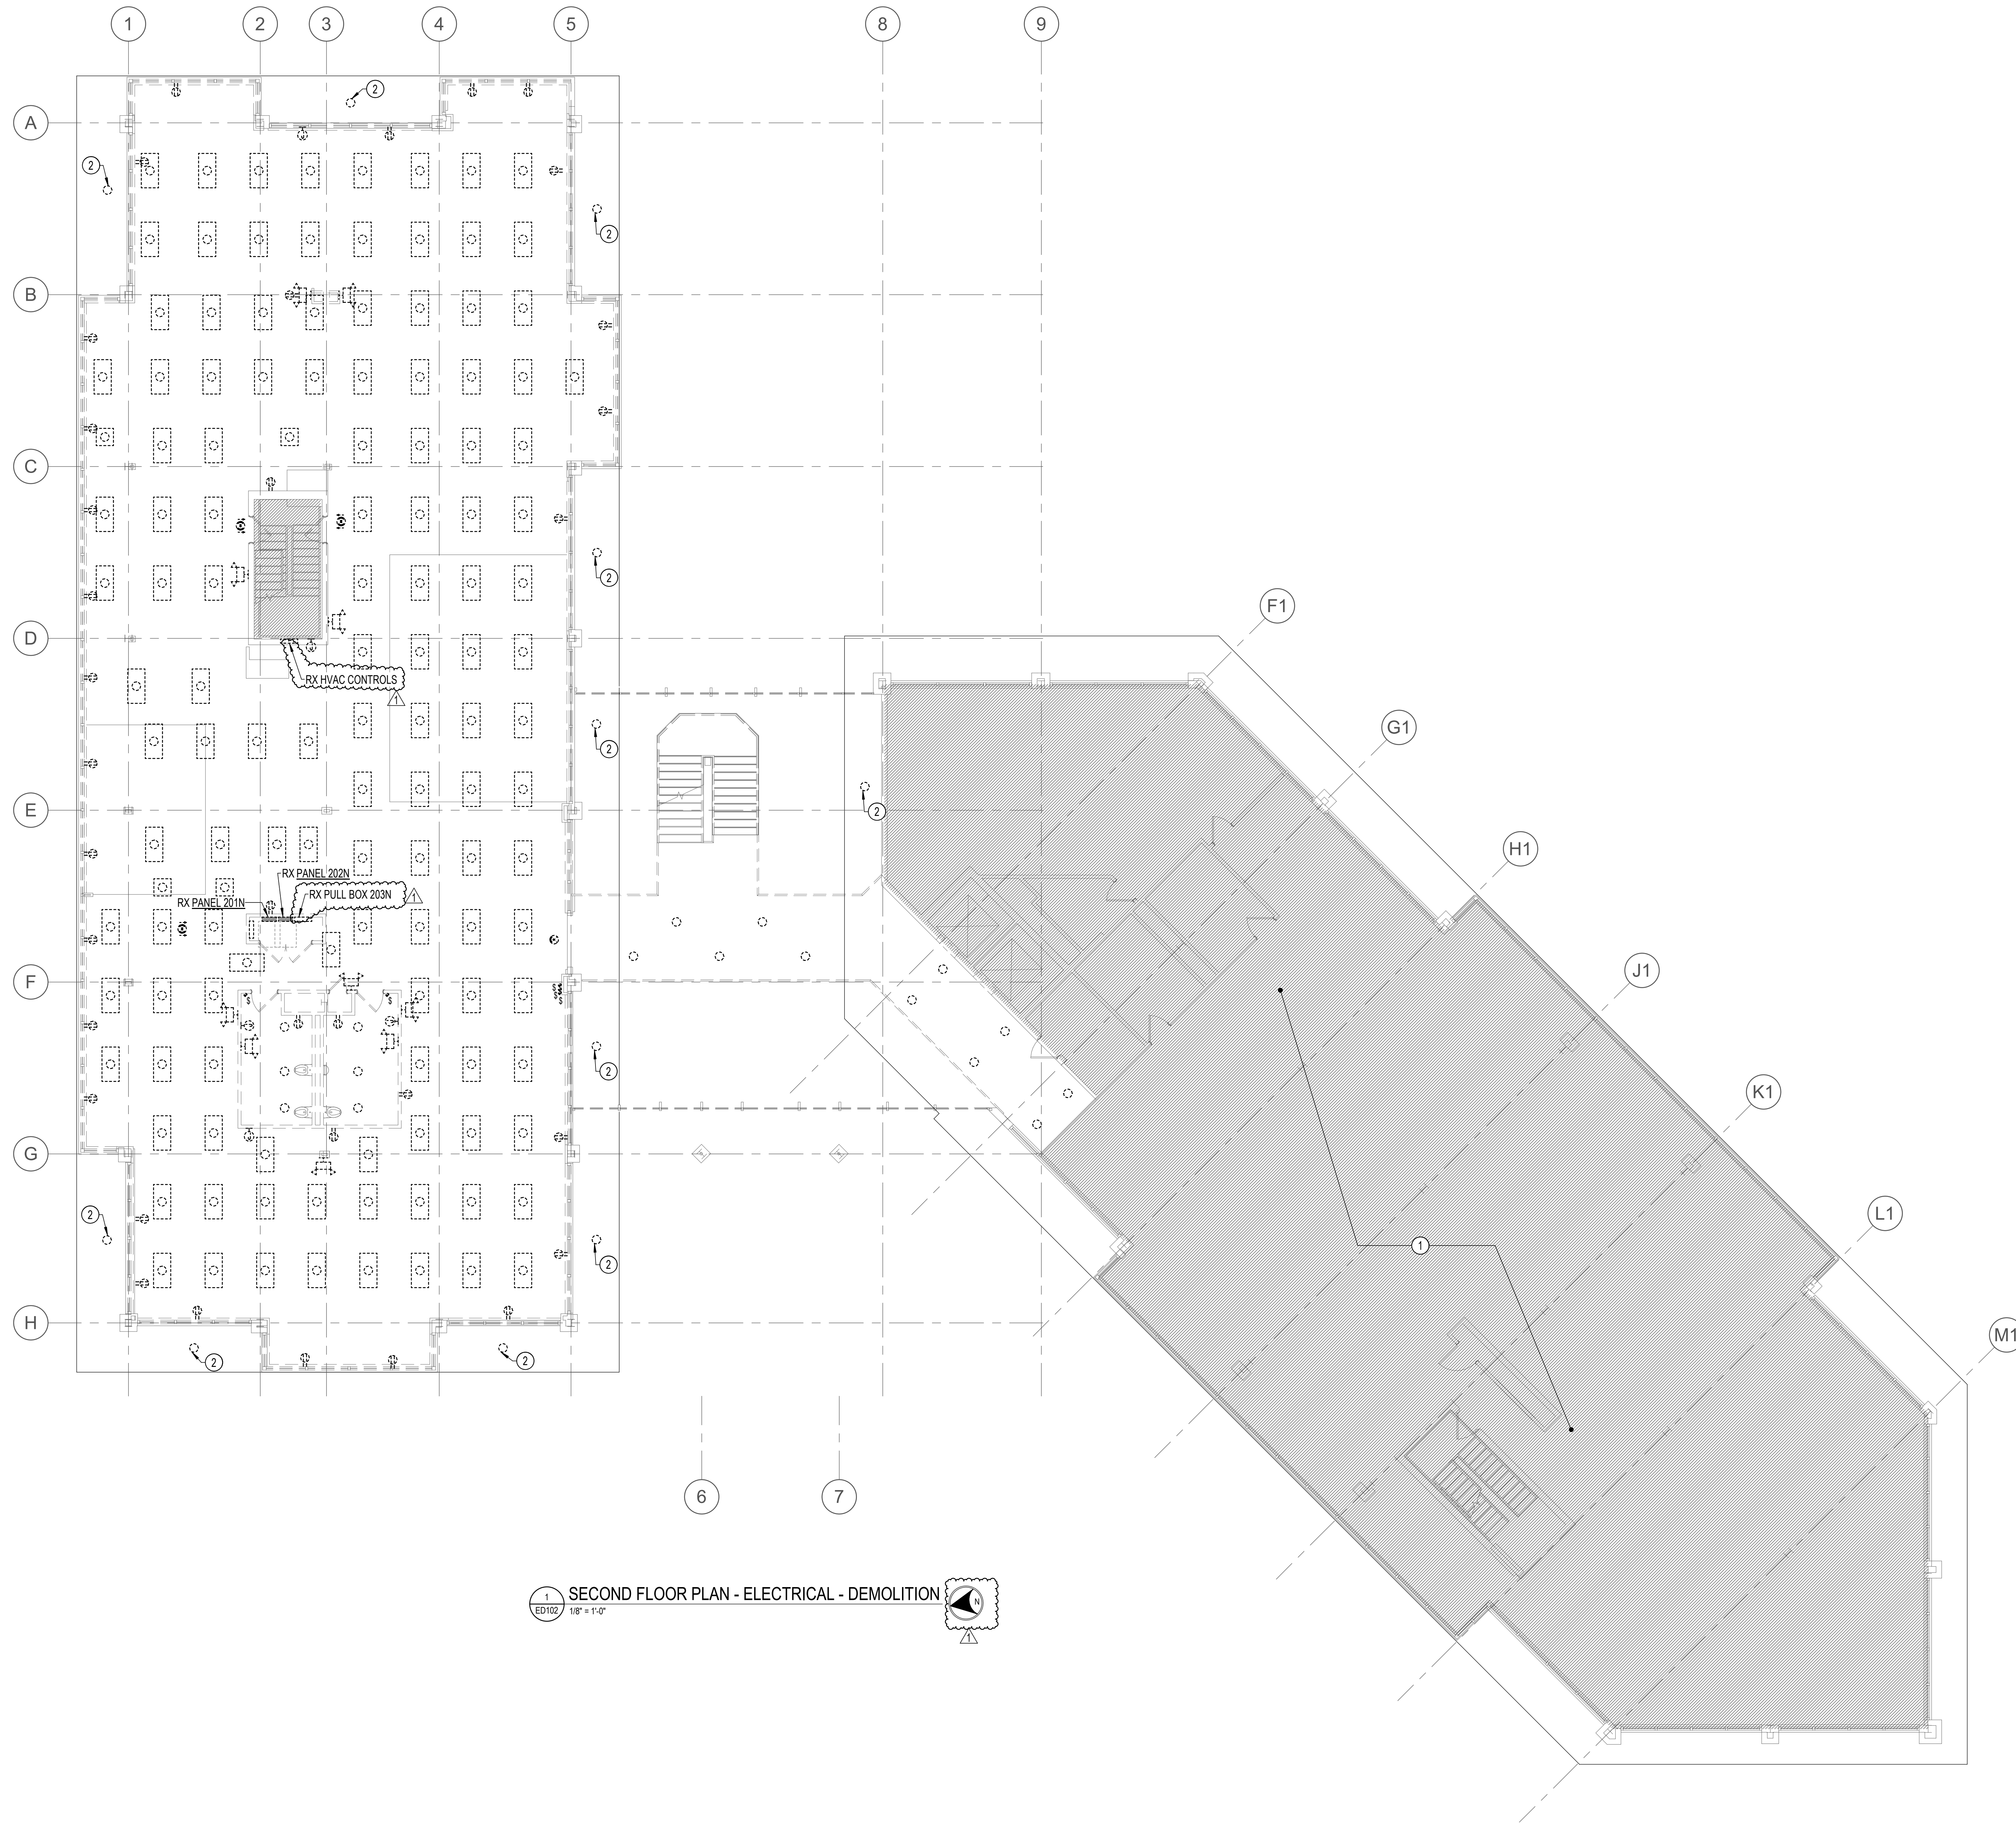 1
2
3
4
5
8
9
A
B
C
D
E
F
G
H
6
7
F1
G1
H1
J1
K1
L1
M1
2
2
2
RX HVAC CONTROLS
1
2
2
2
RX PANEL 202N
RX PULL BOX 203N
1
RX PANEL 201N
S
S
S
S
S
2
2
2
2
2
1
1
ED102
SECOND FLOOR PLAN - ELECTRICAL - DEMOLITION
1/8" = 1'-0"
N
1